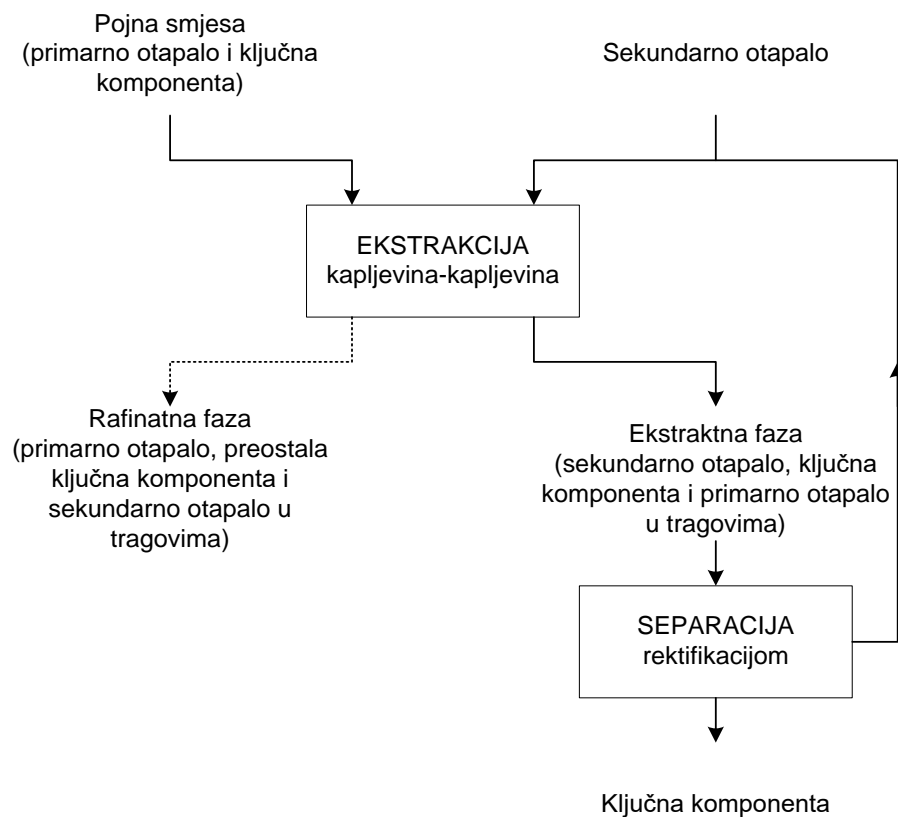 Pojna smjesa
(primarno otapalo i ključna
komponenta)
Sekundarno otapalo
EKSTRAKCIJA
kapljevina-kapljevina
Rafinatna faza
(primarno otapalo, preostala
ključna komponenta i
sekundarno otapalo u
tragovima)
Ekstraktna faza
(sekundarno otapalo, ključna
komponenta i primarno otapalo
u tragovima)
SEPARACIJA
rektifikacijom
Ključna komponenta